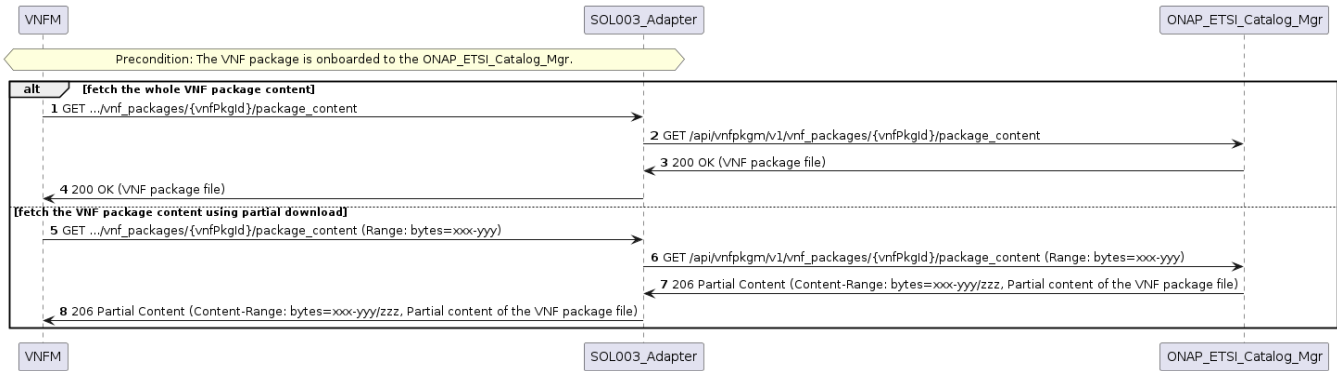 VNFM SOL003_Adapter ONAP_ETSI_Catalog_Mgr
Precondition: The VNF package is onboarded to the ONAP_ETSI_Catalog_Mgr.
alt [fetch the whole VNF package content]
1 GET .../vnf_packages/{vnfPkgId}/package_content
2 GET /api/vnfpkgm/v1/vnf_packages/{vnfPkgId}/package_content
3 200 OK (VNF package file)
4 200 OK (VNF package file)
[fetch the VNF package content using partial download]
5 GET .../vnf_packages/{vnfPkgId}/package_content (Range: bytes=xxx-yyy)
6 GET /api/vnfpkgm/v1/vnf_packages/{vnfPkgId}/package_content (Range: bytes=xxx-yyy)
7 206 Partial Content (Content-Range: bytes=xxx-yyy/zzz, Partial content of the VNF package file)
8 206 Partial Content (Content-Range: bytes=xxx-yyy/zzz, Partial content of the VNF package file)
VNFM SOL003_Adapter ONAP_ETSI_Catalog_Mgr